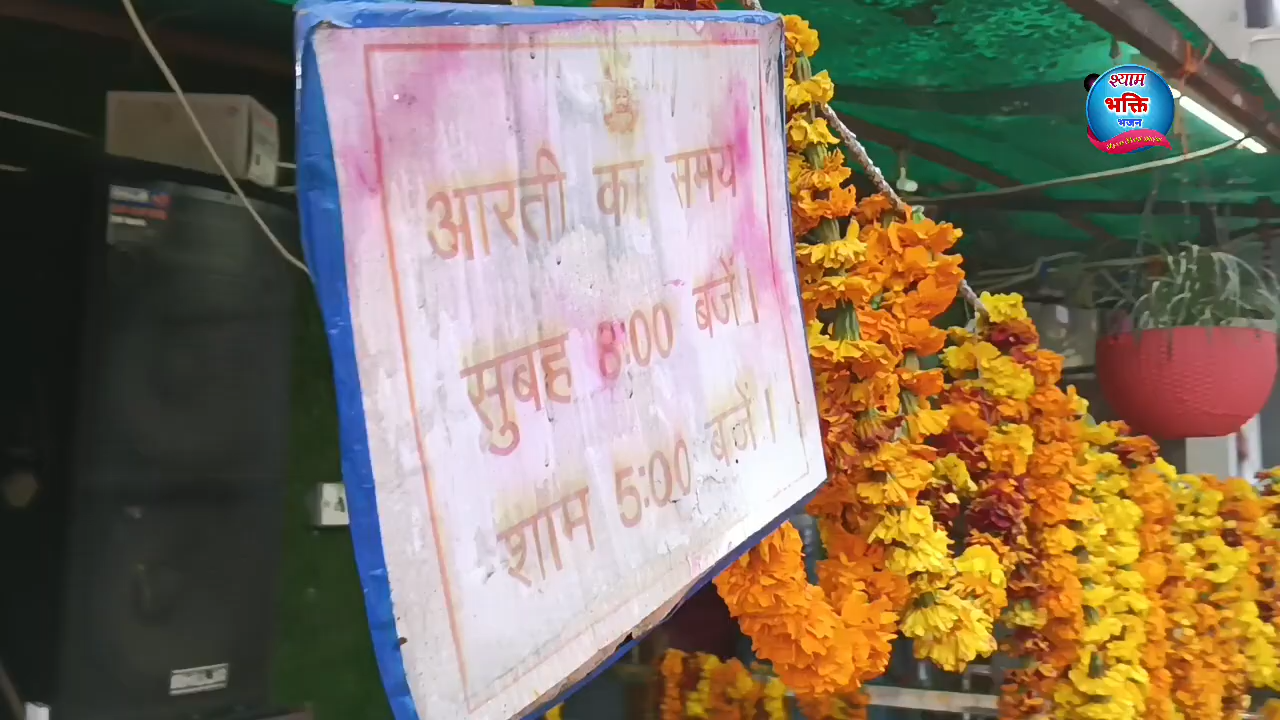 आरती का समय
सुबह 8:00 बजें।
शाम 5:00 बजें।
श्याम
भक्ति
भजन